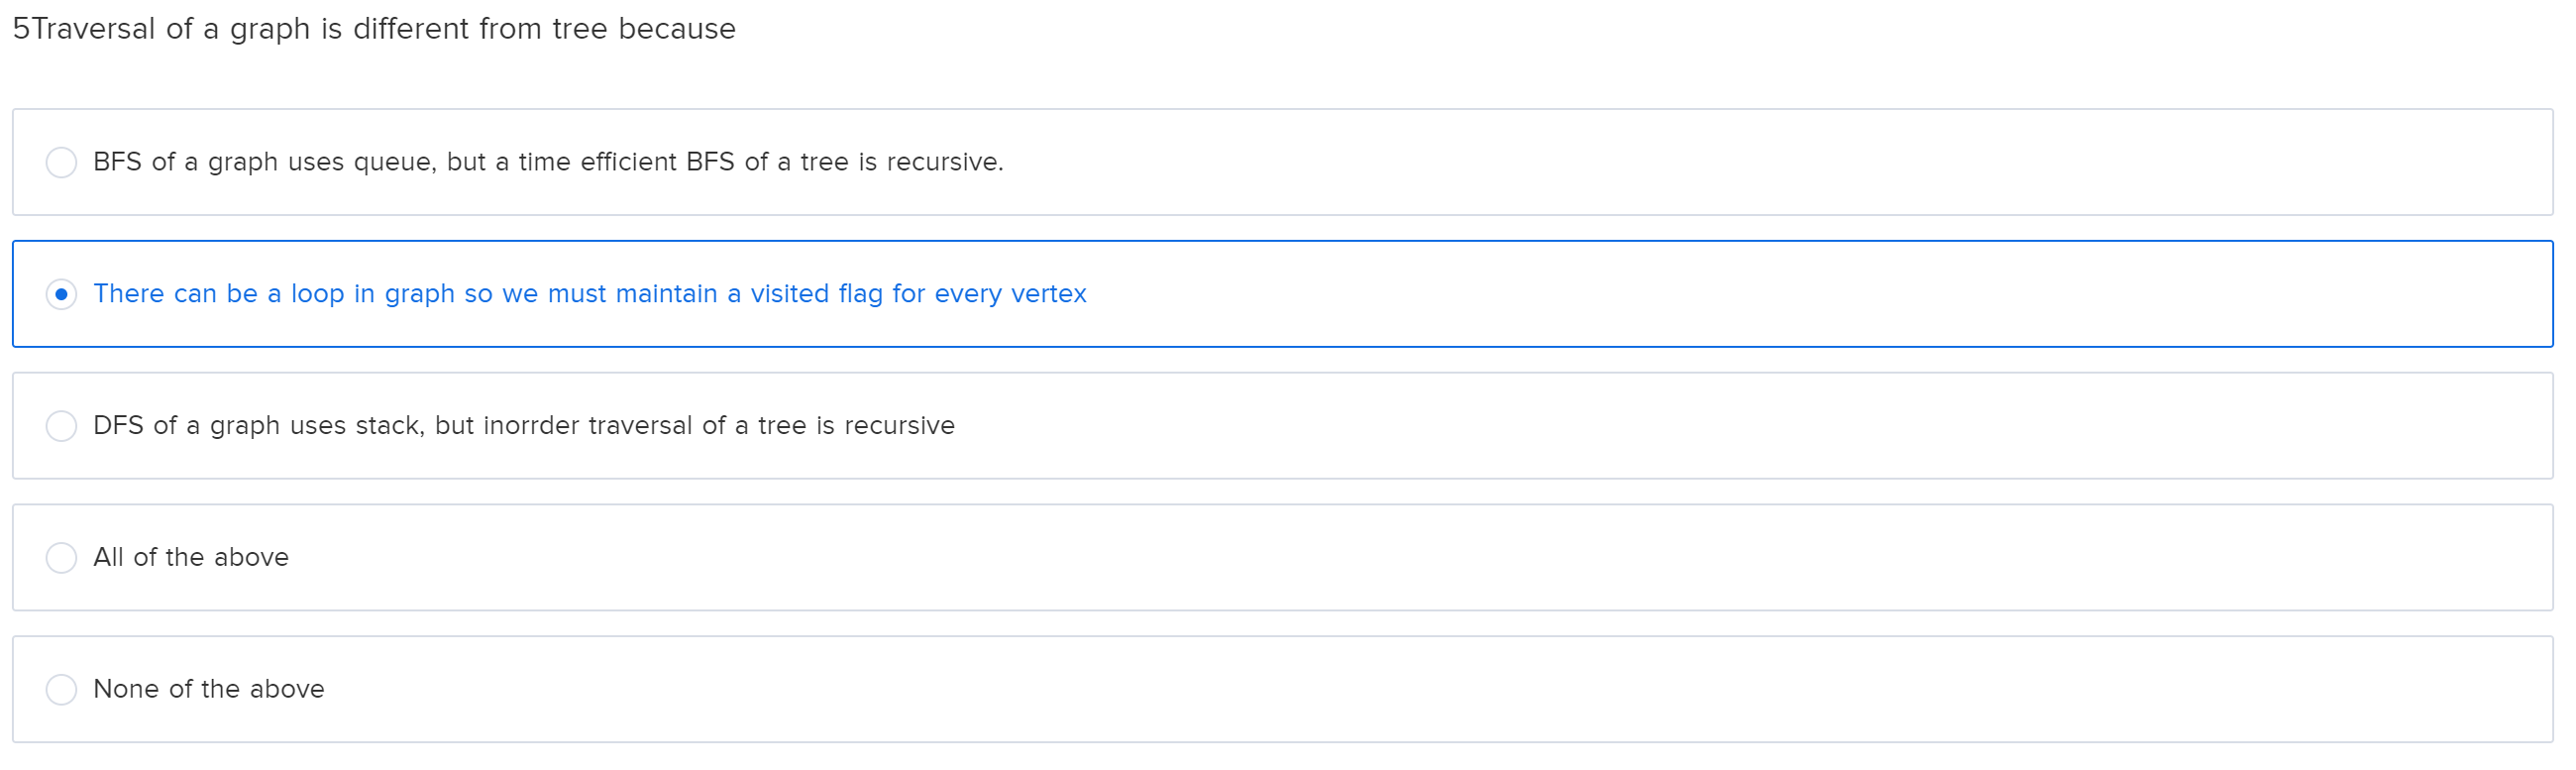 5Traversal of a graph is different from tree because
BFS of a graph uses queue, but a time efficient BFS of a tree is recursive.
There can be a loop in graph so we must maintain a visited flag for every vertex
DFS of a graph uses stack, but inorrder traversal of a tree is recursive
All of the above
None of the above